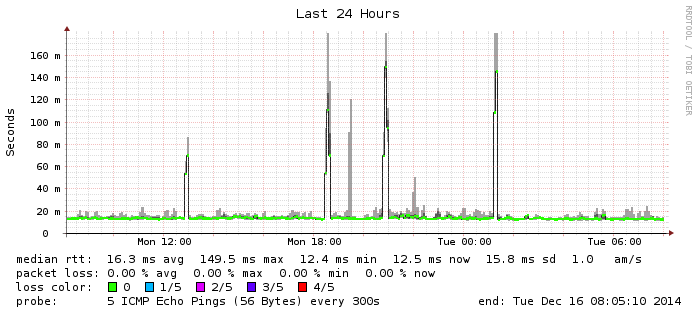 Last 24 Hours
RRDTOOL / TOBI OETIKER
Seconds
160 m
140 m
120 m
100 m
80 m
60 m
40 m
20 m
0
Mon 12:00 Mon 18:00 Tue 00:00 Tue 06:00
median rtt: 16.3 ms avg 149.5 ms max 12.4 ms min 12.5 ms now 15.8 ms sd 1.0 am/s
packet loss: 0.00 % avg 0.00 % max 0.00 % min 0.00 % now
loss color: 0 1/5 2/5 3/5 4/5
probe: 5 ICMP Echo Pings (56 Bytes) every 300s end: Tue Dec 16 08:05:10 2014